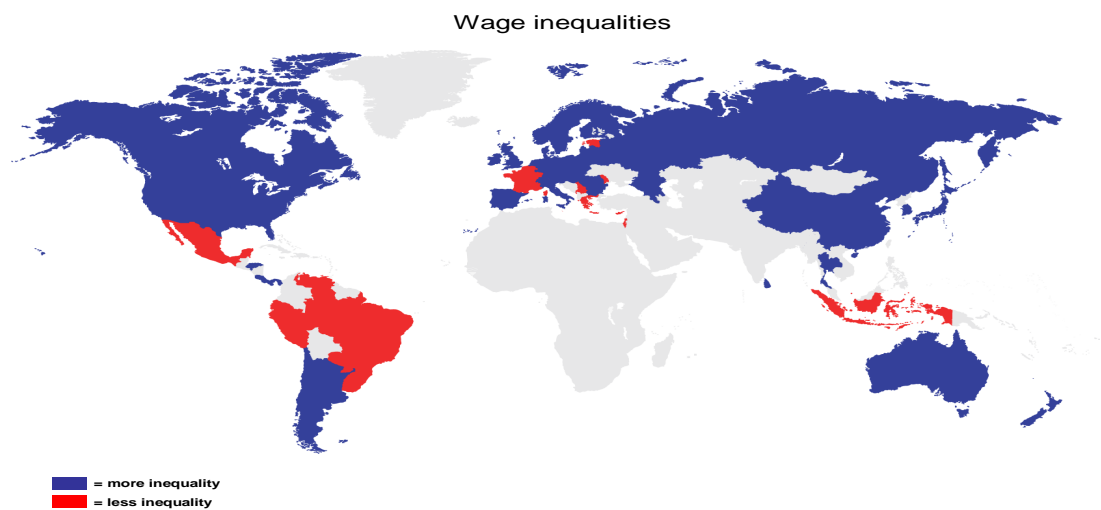 Wage inequalities
= more inequality
= less inequality